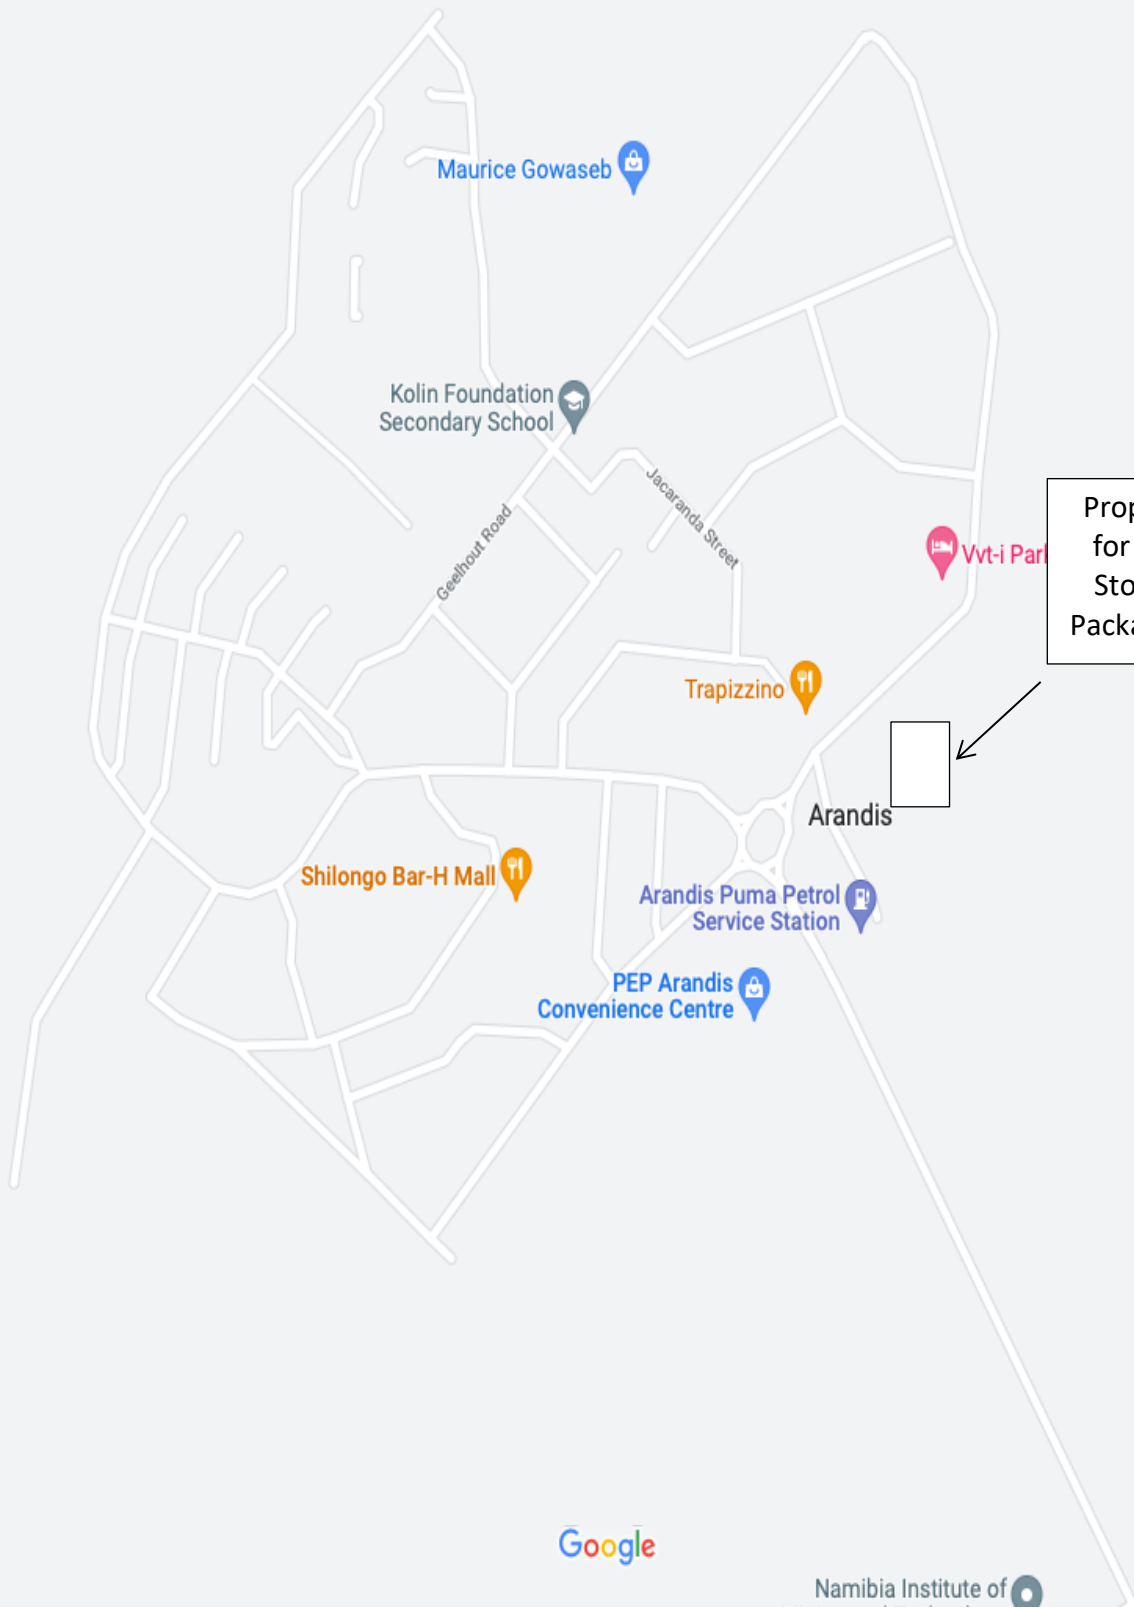 Maurice Gowaseb
Kolin Foundation
Secondary School
Jacaranda Street
Geelhout Road
Prop
for
Sto
Packa
Vvt-i Parl
Trapizzino
Arandis
Shilongo Bar-H Mall
Arandis Puma Petrol
Service Station
PEP Arandis
Convenience Centre
Google
Namibia Institute of